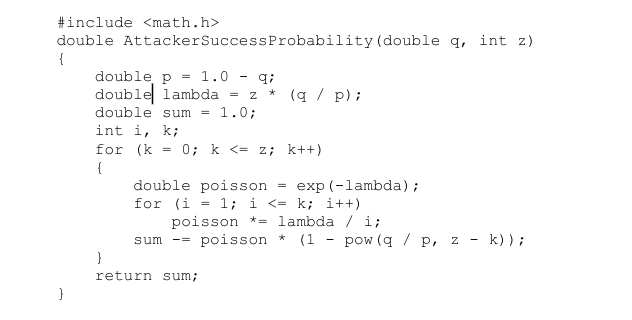 #include <math.h>
double AttackerSuccessProbability(double q, int z)
{
    double p = 1.0 - q;
    double lambda = z * (q / p);
    double sum = 1.0;
    int i, k;
    for (k = 0; k <= z; k++)
    {
        double poisson = exp(-lambda);
        for (i = 1; i <= k; i++)
            poisson *= lambda / i;
        sum -= poisson * (1 - pow(q / p, z - k));
    }
    return sum;
}